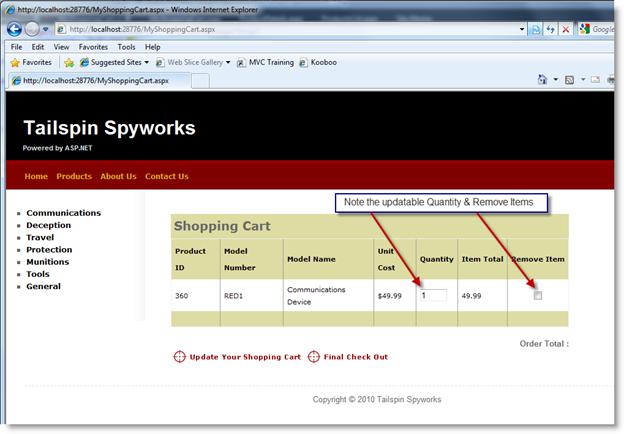 http://localhost:28776/MyShoppingCart.aspx - Windows Internet Explorer
http://localhost:28776/MyShoppingCart.aspx
Google
File Edit View Favorites Tools Help
Favorites Suggested Sites Web Slice Gallery MVC Training Kooboo
http://localhost:28776/MyShoppingCart.aspx
Tailspin Spyworks
Powered by ASP.NET
Home Products About Us Contact Us
Note the updatable Quantity & Remove Items
Communications
Deception
Travel
Protection
Munitions
Tools
General
Shopping Cart
Product ID Model Number Model Name Unit Cost Quantity Item Total Remove Item
360 RED1 Communications Device $49.99 1 49.99
Order Total :
Update Your Shopping Cart Final Check Out
Copyright © 2010 Tailspin Spyworks